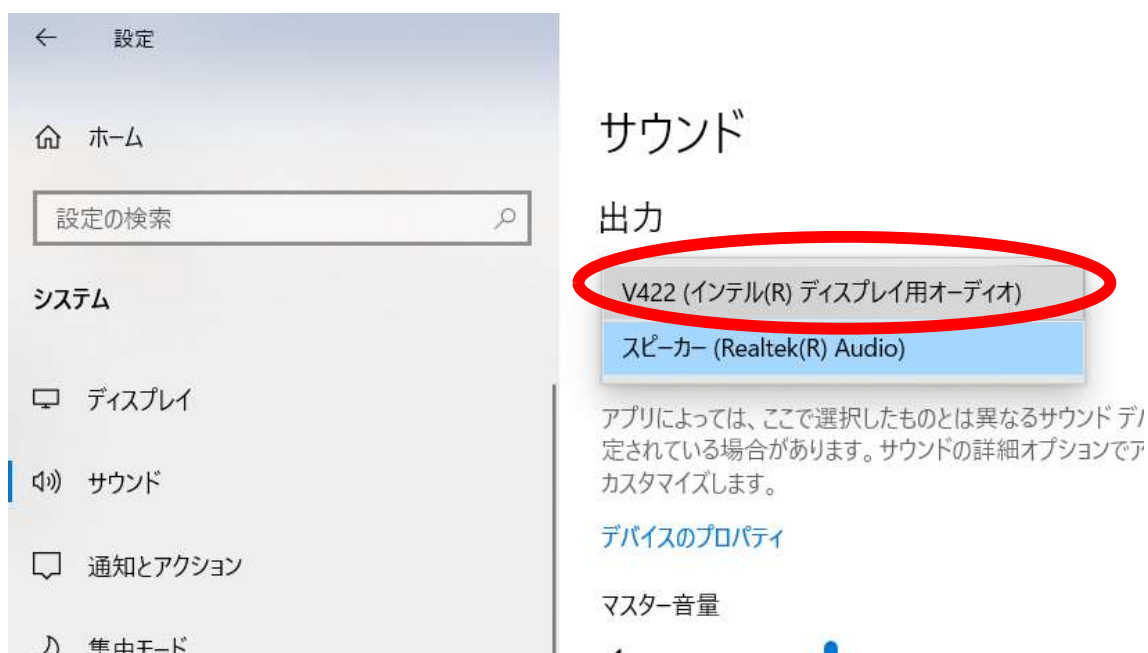 設定
ホーム
設定の検索
システム
ディスプレイ
サウンド
通知とアクション
集中モード
サウンド
出力
V422 (インテル(R) ディスプレイ用オーディオ)
スピーカー (Realtek(R) Audio)
アプリによっては、ここで選択したものとは異なるサウンド デバ
定されている場合があります。サウンドの詳細オプションでア
カスタマイズします。
デバイスのプロパティ
マスター音量